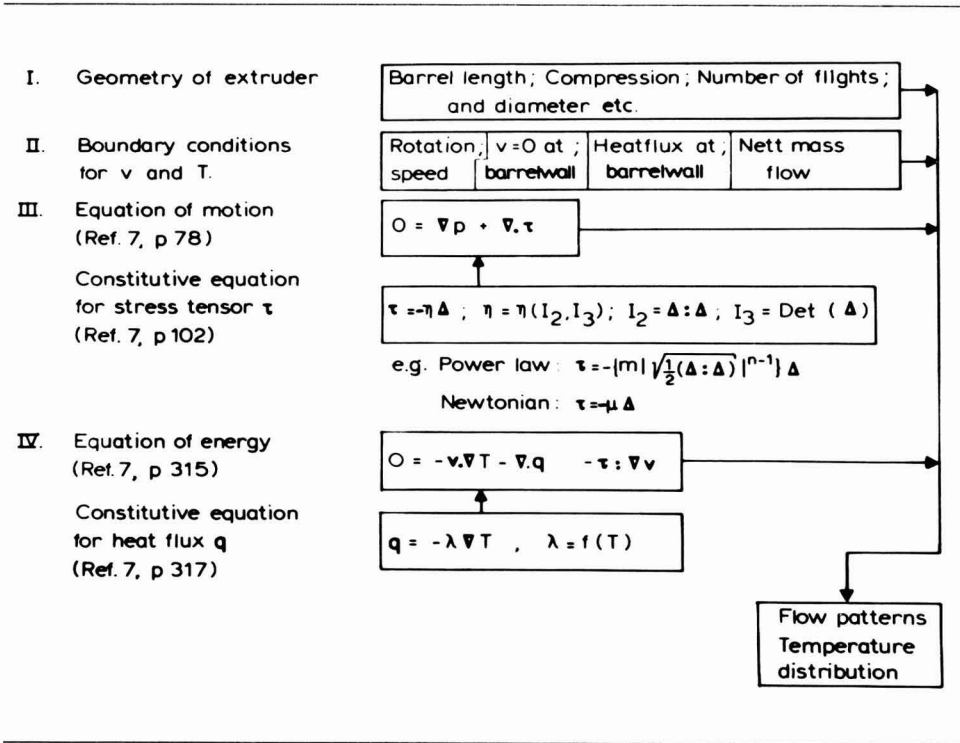 I. Geometry of extruder
Barrel length; Compression; Number of flights;
and diameter etc.
II. Boundary conditions
for v and T.
Rotation; v=0 at ; Heatflux at ; Nett mass
speed barrelwall barrelwall flow
III. Equation of motion
(Ref. 7, p 78)
O = ∇p + ∇.τ
Constitutive equation
for stress tensor τ
(Ref. 7, p 102)
τ=-ηΔ ; η = η(I₂,I₃); I₂=Δ:Δ ; I₃ = Det (Δ)
e.g. Power law: τ=-{m|√½(Δ:Δ)|ⁿ⁻¹}Δ
Newtonian: τ=-μΔ
IV. Equation of energy
(Ref. 7, p 315)
O = -v.∇T - ∇.q -τ:∇v
Constitutive equation
for heat flux q
(Ref. 7, p 317)
q = -λ∇T , λ=f(T)
Flow patterns
Temperature
distribution